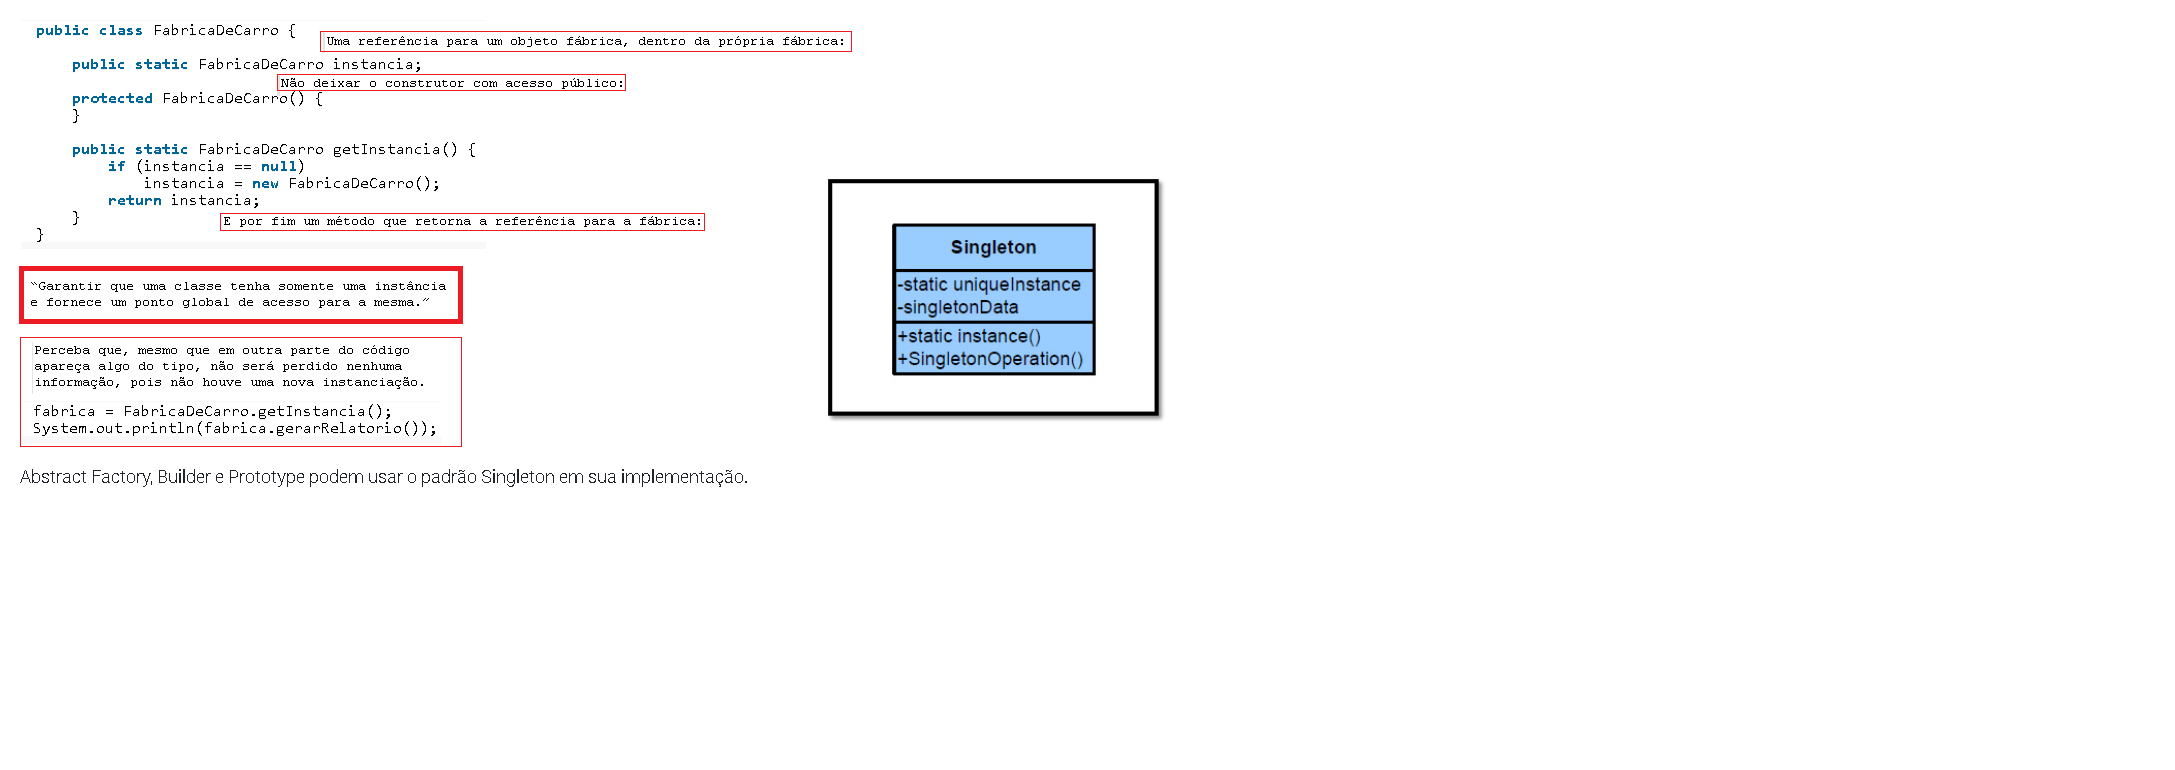 public class FabricaDeCarro {
Uma referência para um objeto fábrica, dentro da própria fábrica:
public static FabricaDeCarro instancia;
Não deixar o construtor com acesso público:
protected FabricaDeCarro() {
}
public static FabricaDeCarro getInstancia() {
if (instancia == null)
instancia = new FabricaDeCarro();
return instancia;
}
E por fim um método que retorna a referência para a fábrica:
}
“Garantir que uma classe tenha somente uma instância
e fornece um ponto global de acesso para a mesma.”
Perceba que, mesmo que em outra parte do código
apareça algo do tipo, não será perdido nenhuma
informação, pois não houve uma nova instanciação.
fabrica = FabricaDeCarro.getInstancia();
System.out.println(fabrica.gerarRelatorio());
Singleton
-static uniqueInstance
-singletonData
+static instance()
+SingletonOperation()
Abstract Factory, Builder e Prototype podem usar o padrão Singleton em sua implementação.